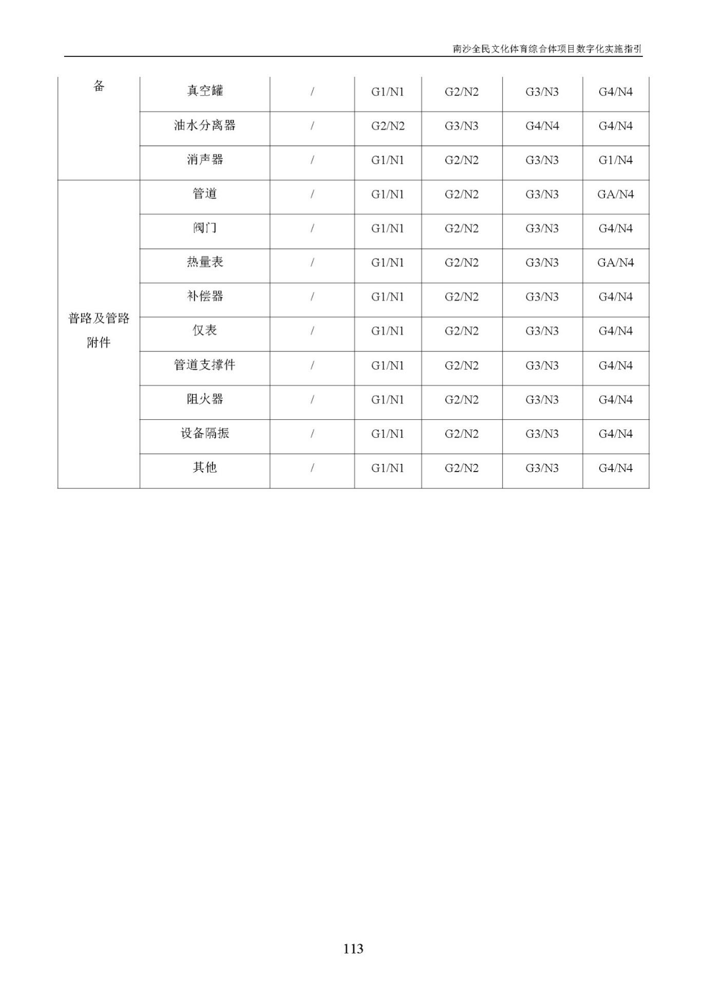 南沙全民文化体育综合体项目数字化实施指引
备 真空罐 / G1/N1 G2/N2 G3/N3 G4/N4
油水分离器 / G2/N2 G3/N3 G4/N4 G4/N4
消声器 / G1/N1 G2/N2 G3/N3 G1/N4
管道 / G1/N1 G2/N2 G3/N3 GA/N4
阀门 / G1/N1 G2/N2 G3/N3 G4/N4
热量表 / G1/N1 G2/N2 G3/N3 GA/N4
补偿器 / G1/N1 G2/N2 G3/N3 G4/N4
普路及管路
附件
仪表 / G1/N1 G2/N2 G3/N3 G4/N4
管道支撑件 / G1/N1 G2/N2 G3/N3 G4/N4
阻火器 / G1/N1 G2/N2 G3/N3 G4/N4
设备隔振 / G1/N1 G2/N2 G3/N3 G4/N4
其他 / G1/N1 G2/N2 G3/N3 G4/N4
113